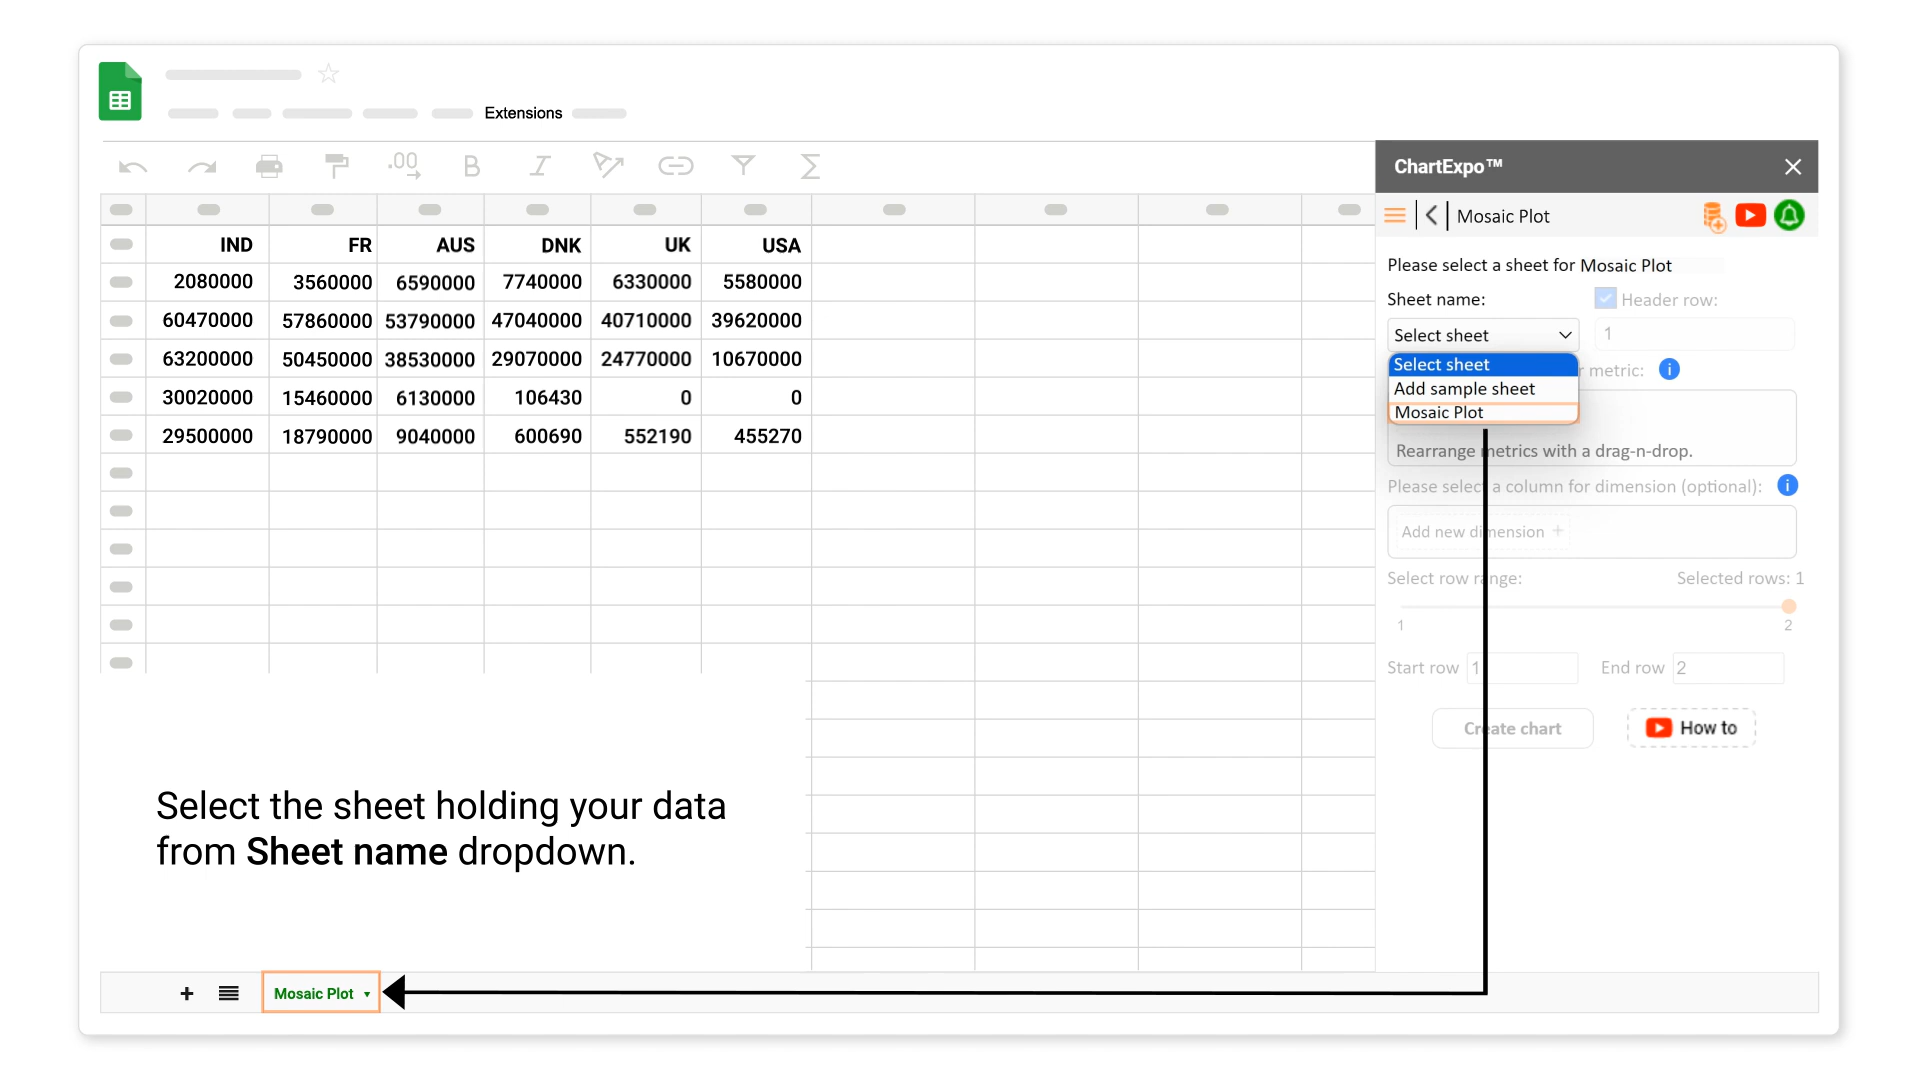 Extensions
.00
B
I
ChartExpo™
Mosaic Plot
IND FR AUS DNK UK USA
2080000 3560000 6590000 7740000 6330000 5580000
60470000 57860000 53790000 47040000 40710000 39620000
63200000 50450000 38530000 29070000 24770000 10670000
30020000 15460000 6130000 106430 0 0
29500000 18790000 9040000 600690 552190 455270
Please select a sheet for Mosaic Plot
Sheet name: Header row:
Select sheet 1
Select sheet
Add sample sheet
Mosaic Plot
metric:
Rearrange metrics with a drag-n-drop.
Please select a column for dimension (optional):
Add new dimension +
Select row range: Selected rows: 1
1 2
Start row 1 End row 2
Create chart How to
Select the sheet holding your data
from Sheet name dropdown.
Mosaic Plot